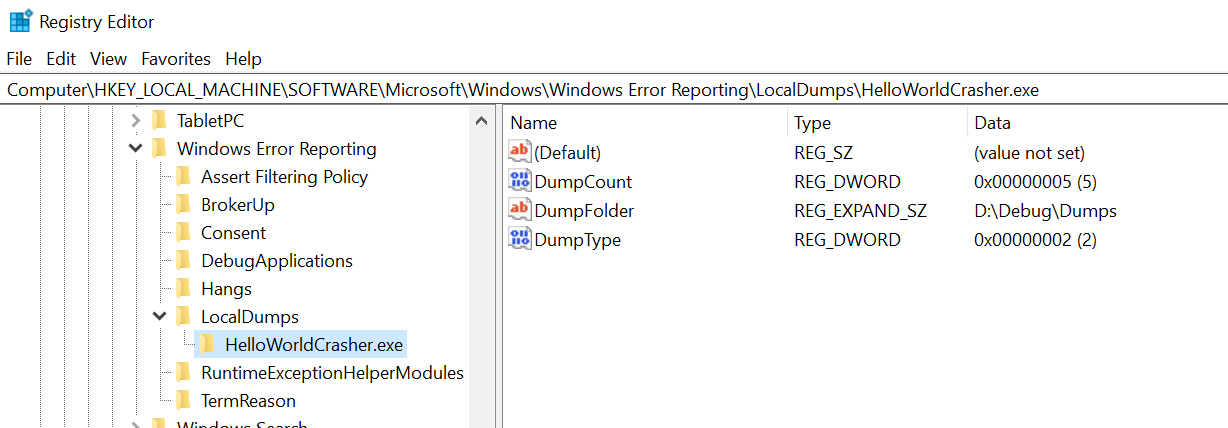 Registry Editor
File Edit View Favorites Help
Computer\HKEY_LOCAL_MACHINE\SOFTWARE\Microsoft\Windows\Windows Error Reporting\LocalDumps\HelloWorldCrasher.exe
TabletPC
Windows Error Reporting
Assert Filtering Policy
BrokerUp
Consent
DebugApplications
Hangs
LocalDumps
HelloWorldCrasher.exe
RuntimeExceptionHelperModules
TermReason
Windows Search
Name Type Data
ab (Default) REG_SZ (value not set)
DumpCount REG_DWORD 0x00000005 (5)
ab DumpFolder REG_EXPAND_SZ D:\Debug\Dumps
DumpType REG_DWORD 0x00000002 (2)